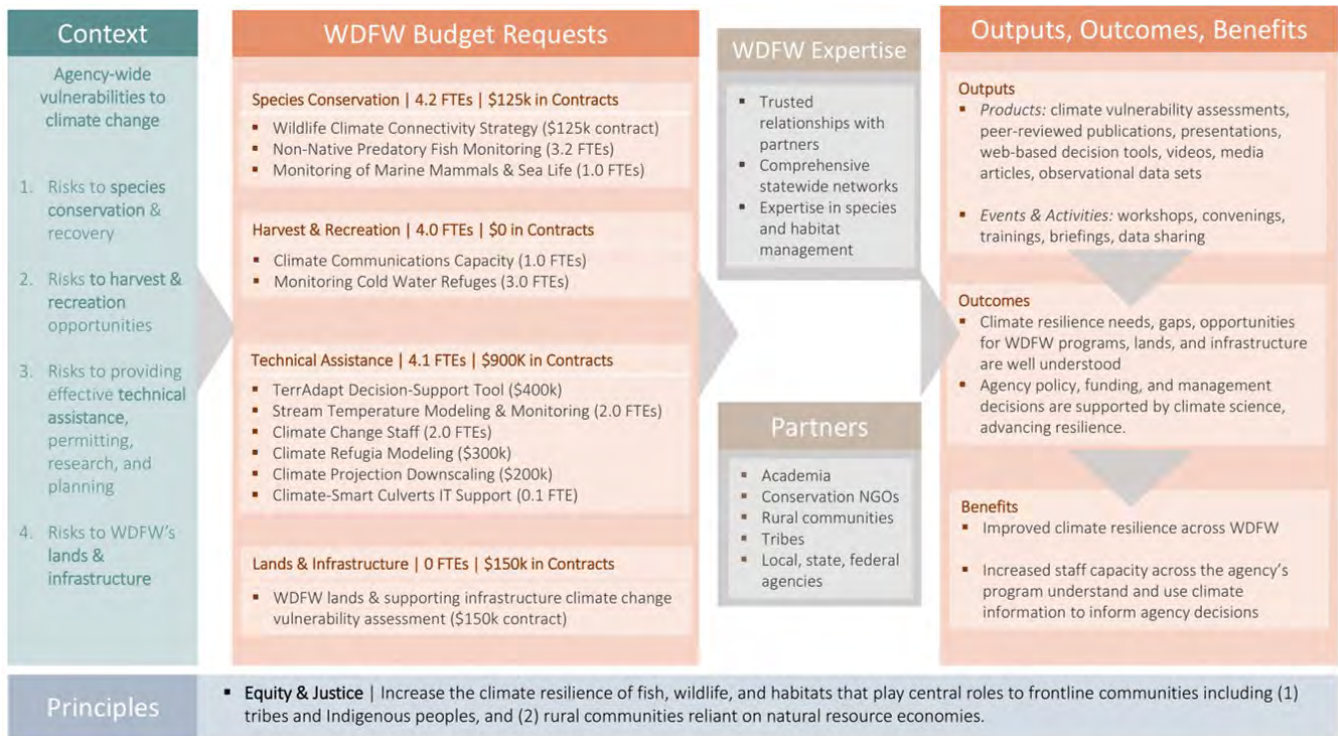 Context
Agency-wide
vulnerabilities to
climate change
1. Risks to species
conservation &
recovery
2. Risks to harvest &
recreation
opportunities
3. Risks to providing
effective technical
assistance,
permitting,
research, and
planning
4. Risks to WDFW's
lands &
infrastructure
WDFW Budget Requests
Species Conservation | 4.2 FTEs | $125k in Contracts
▪ Wildlife Climate Connectivity Strategy ($125k contract)
▪ Non-Native Predatory Fish Monitoring (3.2 FTEs)
▪ Monitoring of Marine Mammals & Sea Life (1.0 FTEs)
Harvest & Recreation | 4.0 FTEs | $0 in Contracts
▪ Climate Communications Capacity (1.0 FTEs)
▪ Monitoring Cold Water Refuges (3.0 FTEs)
Technical Assistance | 4.1 FTEs | $900K in Contracts
▪ TerrAdapt Decision-Support Tool ($400k)
▪ Stream Temperature Modeling & Monitoring (2.0 FTEs)
▪ Climate Change Staff (2.0 FTEs)
▪ Climate Refugia Modeling ($300k)
▪ Climate Projection Downscaling ($200k)
▪ Climate-Smart Culverts IT Support (0.1 FTE)
Lands & Infrastructure | 0 FTEs | $150k in Contracts
▪ WDFW lands & supporting infrastructure climate change
vulnerability assessment ($150k contract)
WDFW Expertise
▪ Trusted
relationships with
partners
▪ Comprehensive
statewide networks
▪ Expertise in species
and habitat
management
Partners
▪ Academia
▪ Conservation NGOs
▪ Rural communities
▪ Tribes
▪ Local, state, federal
agencies
Outputs, Outcomes, Benefits
Outputs
▪ Products: climate vulnerability assessments,
peer-reviewed publications, presentations,
web-based decision tools, videos, media
articles, observational data sets
▪ Events & Activities: workshops, convenings,
trainings, briefings, data sharing
Outcomes
▪ Climate resilience needs, gaps, opportunities
for WDFW programs, lands, and infrastructure
are well understood
▪ Agency policy, funding, and management
decisions are supported by climate science,
advancing resilience.
Benefits
▪ Improved climate resilience across WDFW
▪ Increased staff capacity across the agency's
program understand and use climate
information to inform agency decisions
Principles
▪ Equity & Justice | Increase the climate resilience of fish, wildlife, and habitats that play central roles to frontline communities including (1)
tribes and Indigenous peoples, and (2) rural communities reliant on natural resource economies.